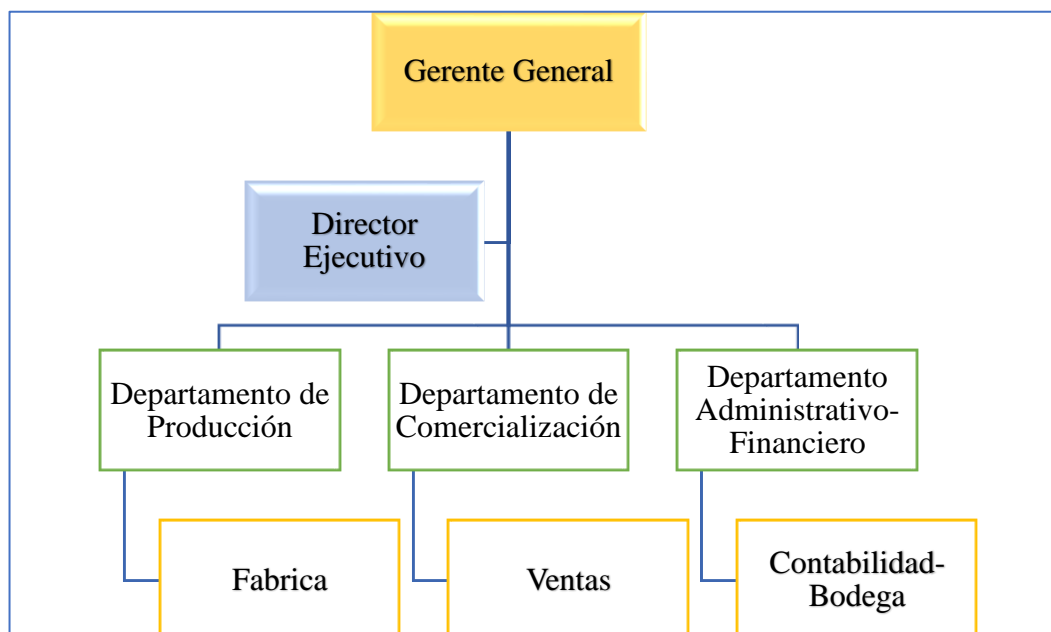 Gerente General
Director
Ejecutivo
Departamento de
Producción
Departamento de
Comercialización
Departamento
Administrativo-
Financiero
Fabrica
Ventas
Contabilidad-
Bodega